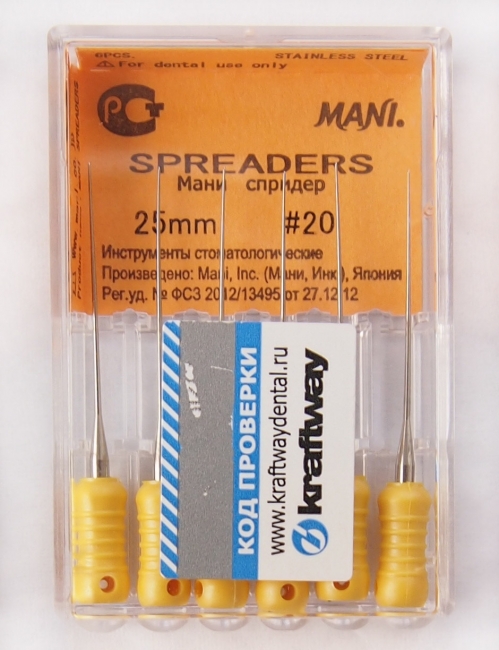 6PCS. STAINLESS STEEL
⚠For dental use only
РСТ MANI.
SPREADERS
Мани спридер
25mm #20
Инструменты стоматологические
Произведено: Mani, Inc. (Мани, Инк), Япония
Рег.уд. № ФСЗ 2012/13495 от 27.12.12
КОД ПРОВЕРКИ
www.kraftwaydental.ru
kraftway